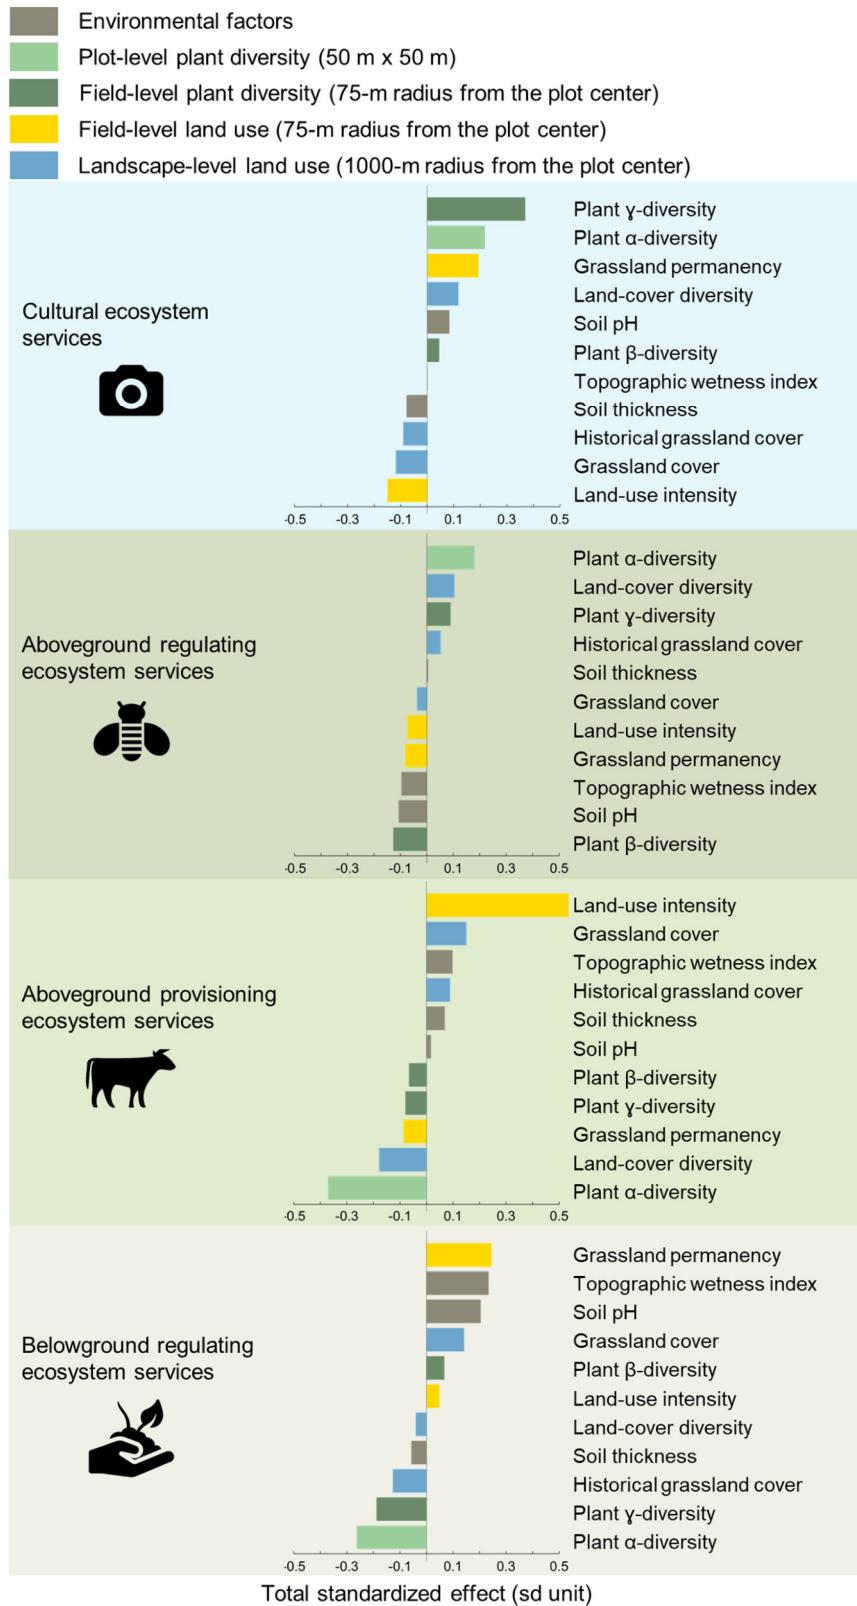 Environmental factors
Plot-level plant diversity (50 m x 50 m)
Field-level plant diversity (75-m radius from the plot center)
Field-level land use (75-m radius from the plot center)
Landscape-level land use (1000-m radius from the plot center)
Cultural ecosystem
services
Plant ɣ-diversity
Plant α-diversity
Grassland permanency
Land-cover diversity
Soil pH
Plant β-diversity
Topographic wetness index
Soil thickness
Historical grassland cover
Grassland cover
Land-use intensity
-0.5 -0.3 -0.1 0.1 0.3 0.5
Aboveground regulating
ecosystem services
Plant α-diversity
Land-cover diversity
Plant ɣ-diversity
Historical grassland cover
Soil thickness
Grassland cover
Land-use intensity
Grassland permanency
Topographic wetness index
Soil pH
Plant β-diversity
-0.5 -0.3 -0.1 0.1 0.3 0.5
Aboveground provisioning
ecosystem services
Land-use intensity
Grassland cover
Topographic wetness index
Historical grassland cover
Soil thickness
Soil pH
Plant β-diversity
Plant ɣ-diversity
Grassland permanency
Land-cover diversity
Plant α-diversity
-0.5 -0.3 -0.1 0.1 0.3 0.5
Belowground regulating
ecosystem services
Grassland permanency
Topographic wetness index
Soil pH
Grassland cover
Plant β-diversity
Land-use intensity
Land-cover diversity
Soil thickness
Historical grassland cover
Plant ɣ-diversity
Plant α-diversity
-0.5 -0.3 -0.1 0.1 0.3 0.5
Total standardized effect (sd unit)